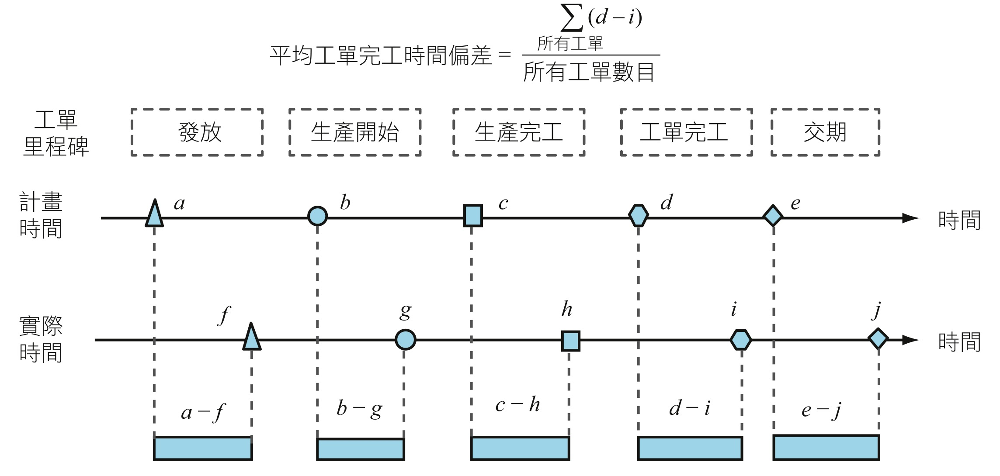 平均工單完工時間偏差 = ∑ (d − i)
所有工單
所有工單數目
工單
里程碑
發放
生產開始
生產完工
工單完工
交期
計畫
時間
a
b
c
d
e
時間
實際
時間
f
g
h
i
j
時間
a − f
b − g
c − h
d − i
e − j